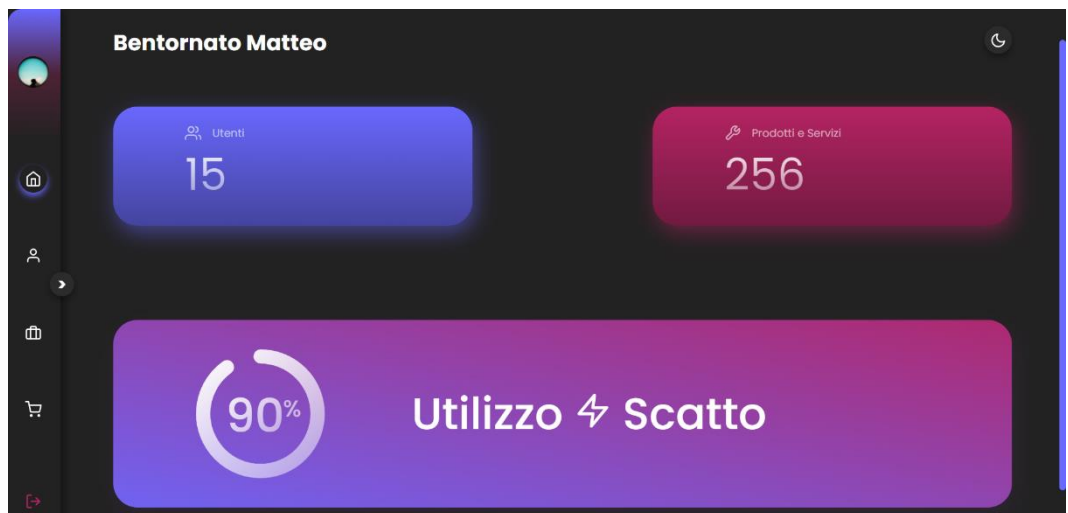 Bentornato Matteo
Utenti
15
Prodotti e Servizi
256
90%
Utilizzo Scatto